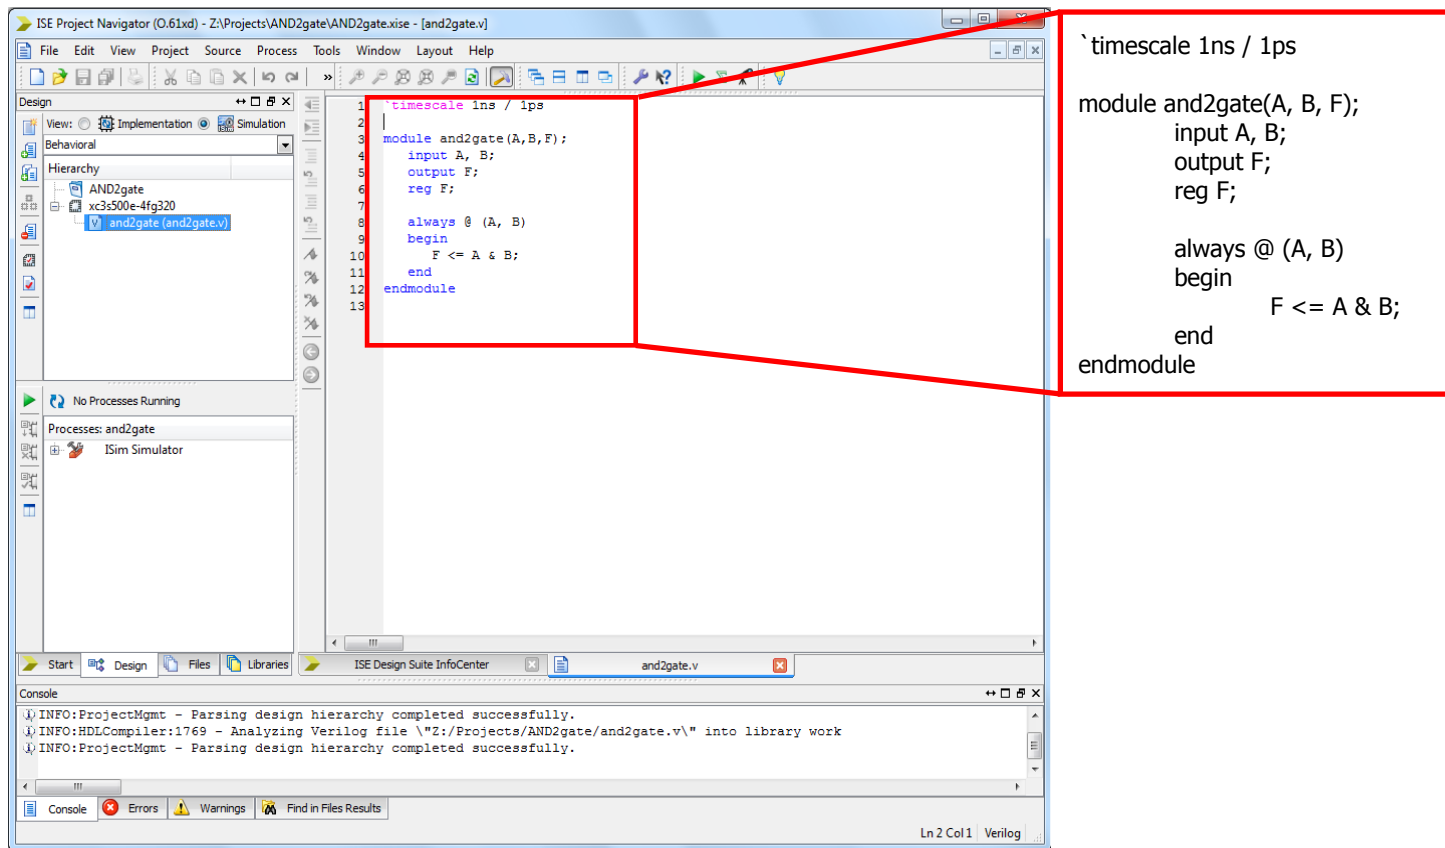 ISE Project Navigator (O.61xd) - Z:\Projects\AND2gate\AND2gate.xise - [and2gate.v]
File Edit View Project Source Process Tools Window Layout Help
Design
View: Implementation Simulation
Behavioral
Hierarchy
AND2gate
xc3s500e-4fg320
and2gate (and2gate.v)
No Processes Running
Processes: and2gate
ISim Simulator
1 `timescale 1ns / 1ps
2
3 module and2gate(A,B,F);
4 input A, B;
5 output F;
6 reg F;
7
8 always @ (A, B)
9 begin
10 F <= A & B;
11 end
12 endmodule
13
Start Design Files Libraries
ISE Design Suite InfoCenter and2gate.v
Console
INFO:ProjectMgmt - Parsing design hierarchy completed successfully.
INFO:HDLCompiler:1769 - Analyzing Verilog file \"Z:/Projects/AND2gate/and2gate.v\" into library work
INFO:ProjectMgmt - Parsing design hierarchy completed successfully.
Console Errors Warnings Find in Files Results
Ln 2 Col 1 Verilog
`timescale 1ns / 1ps
module and2gate(A, B, F);
input A, B;
output F;
reg F;
always @ (A, B)
begin
F <= A & B;
end
endmodule